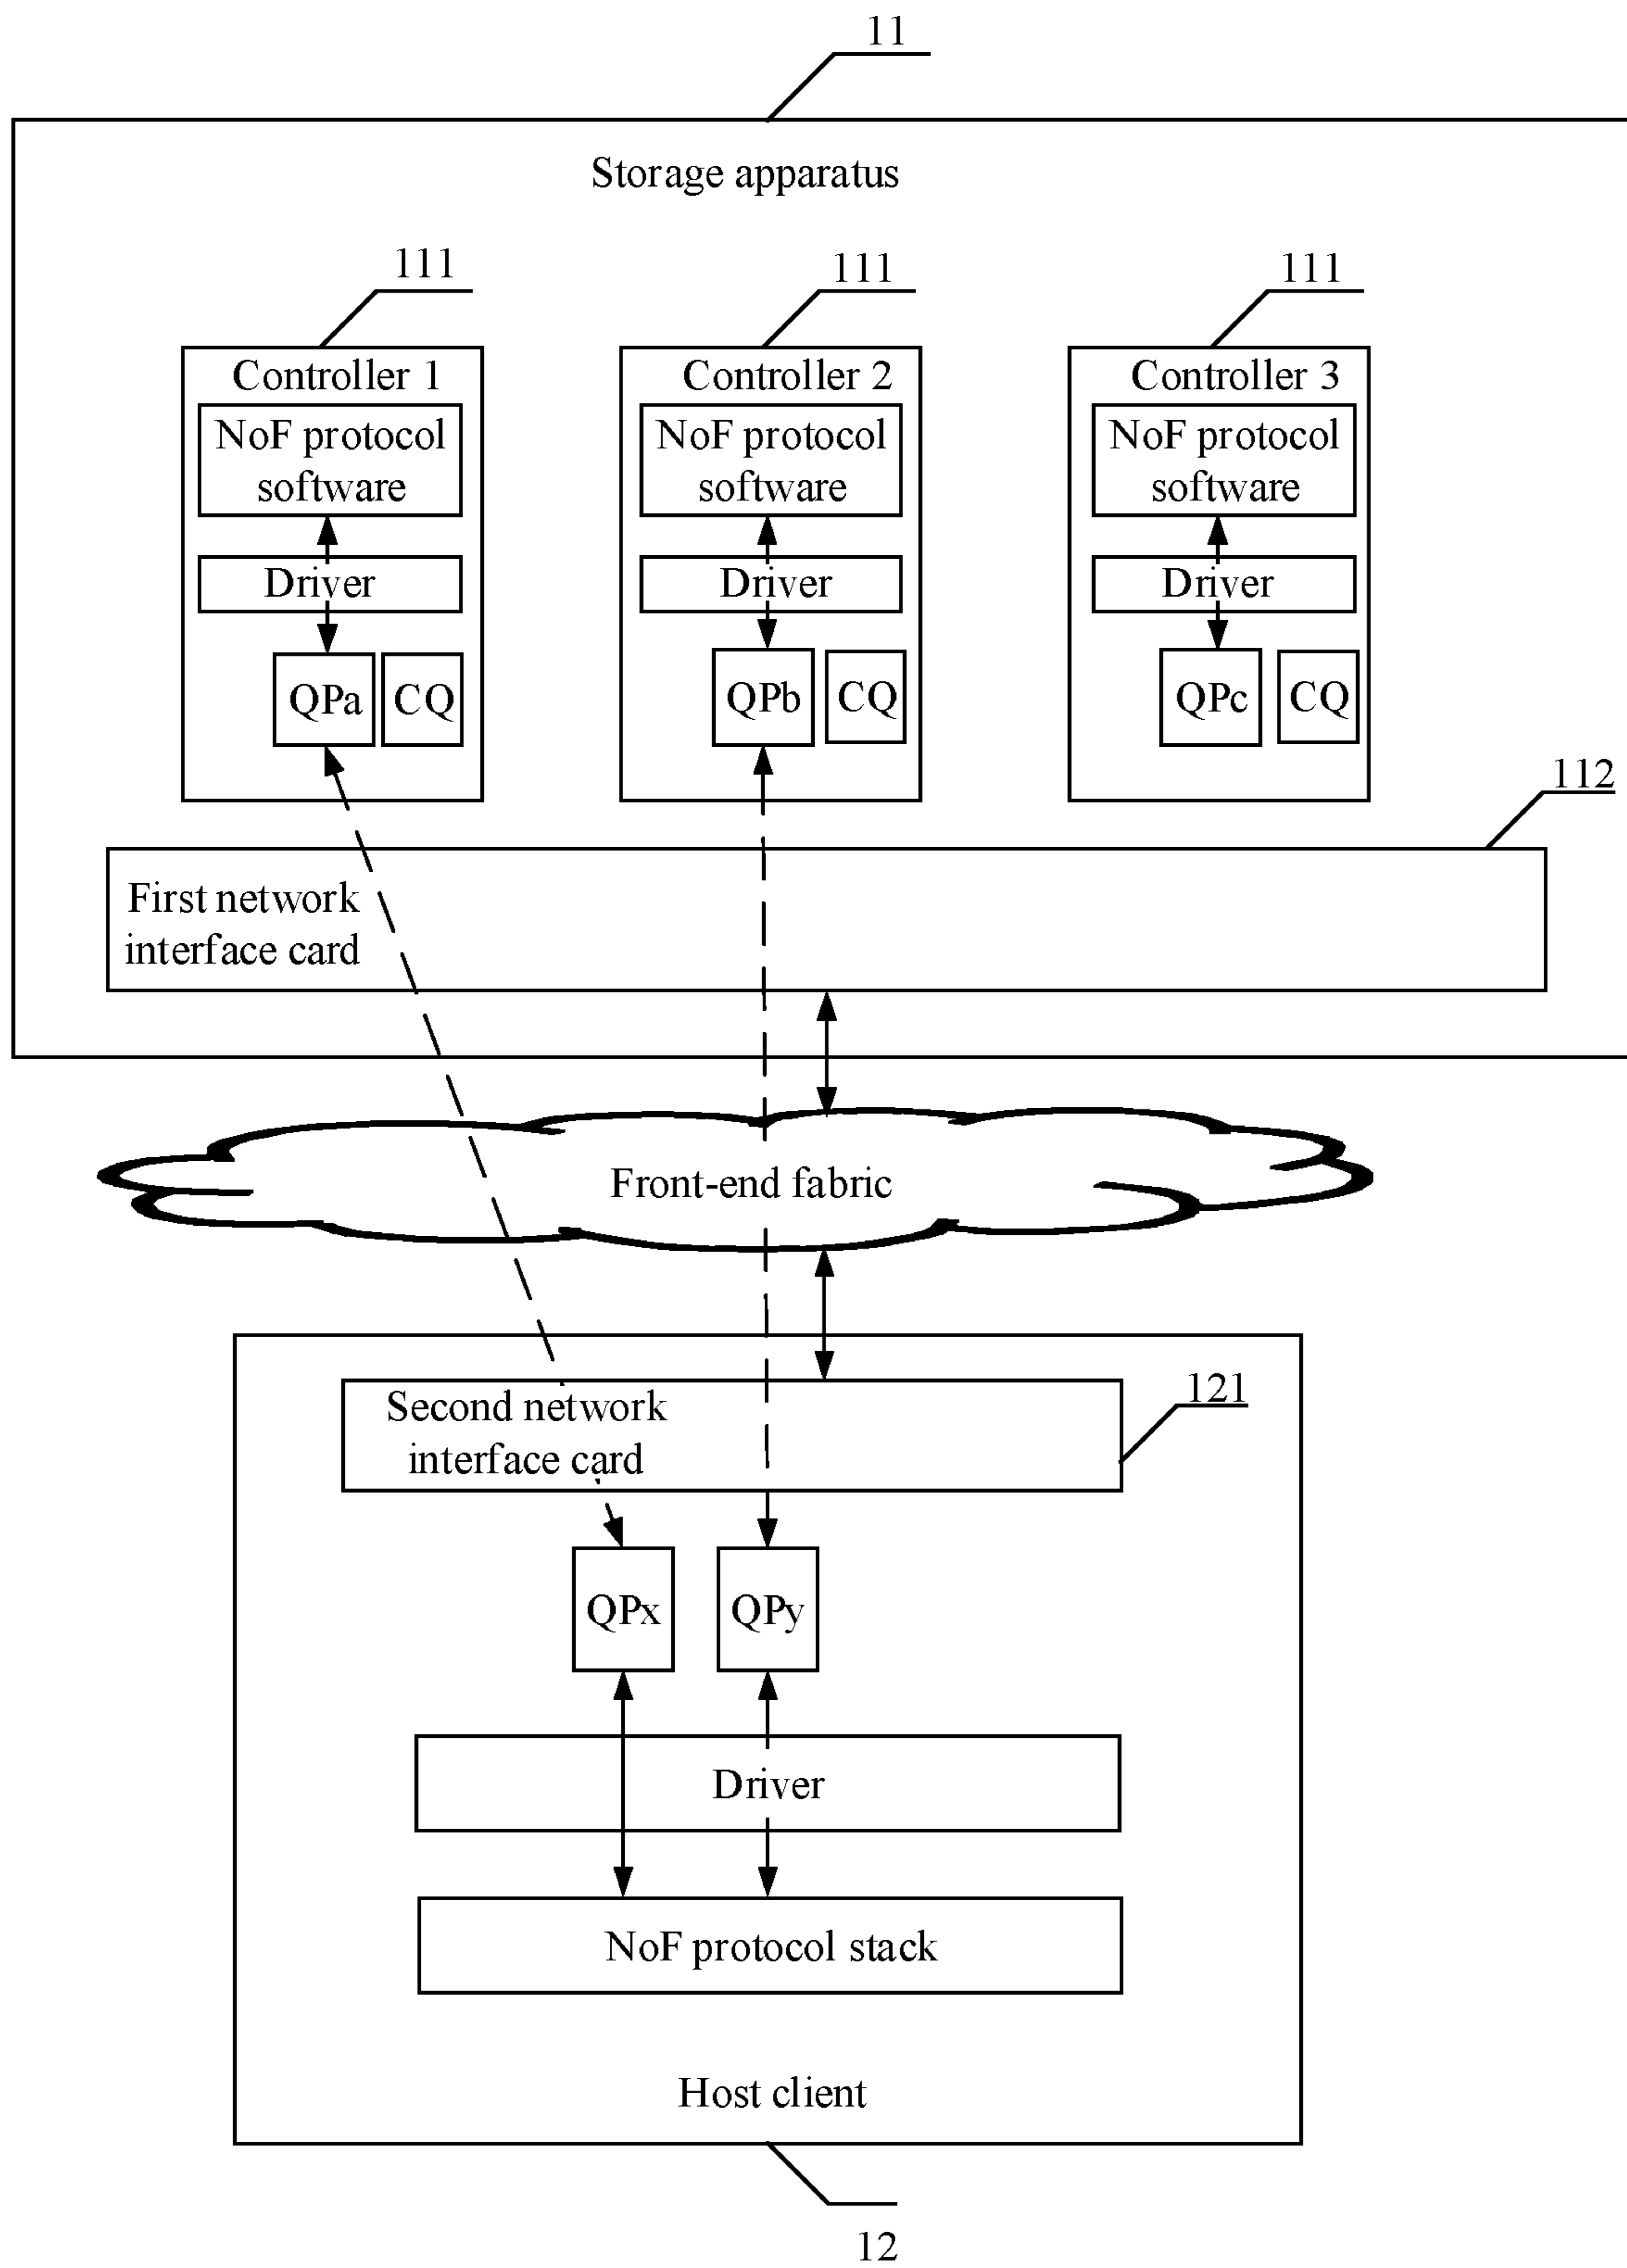 11
Storage apparatus
111
111
111
Controller 1
Controller 2
Controller 3
NoF protocol
software
NoF protocol
software
NoF protocol
software
Driver
Driver
Driver
QPa
CQ
QPb
CQ
QPc
CQ
112
First network
interface card
Front-end fabric
121
Second network
interface card
QPx
QPy
Driver
NoF protocol stack
Host client
12